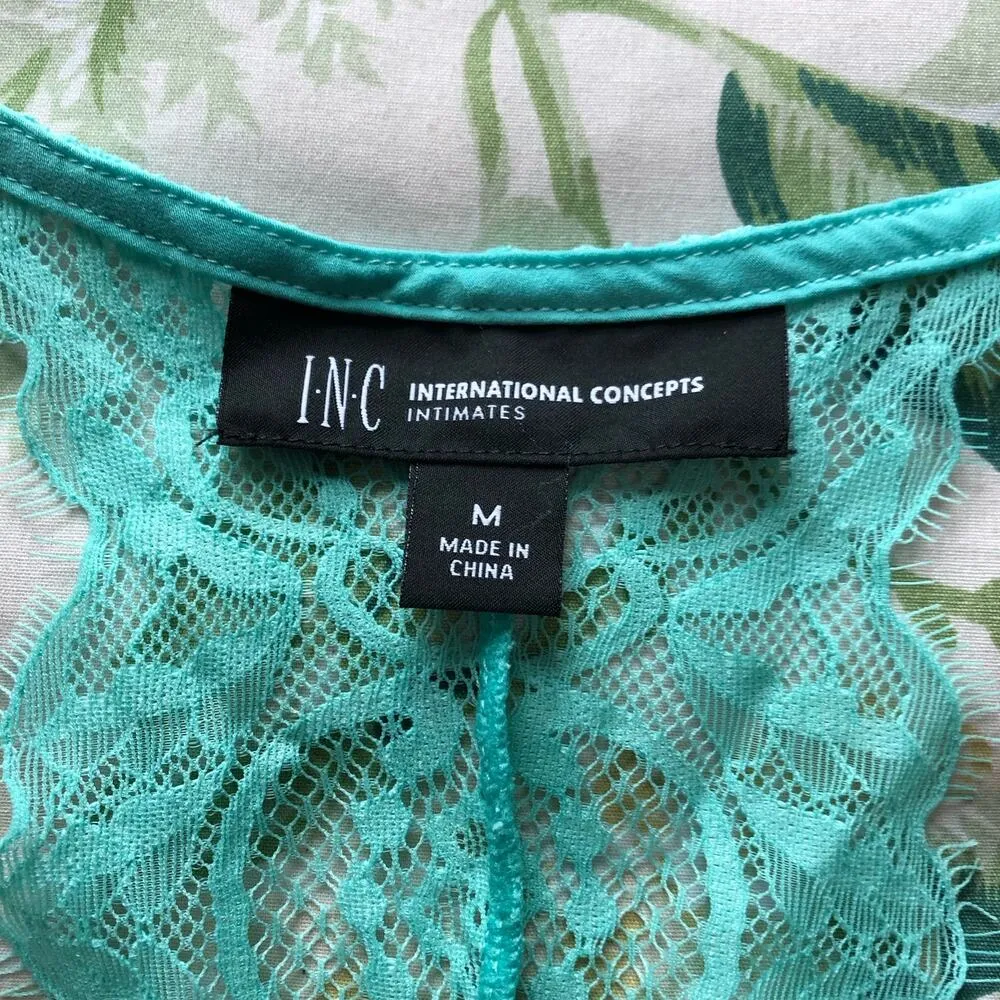 I·N·C INTERNATIONAL CONCEPTS
INTIMATES
M
MADE IN
CHINA